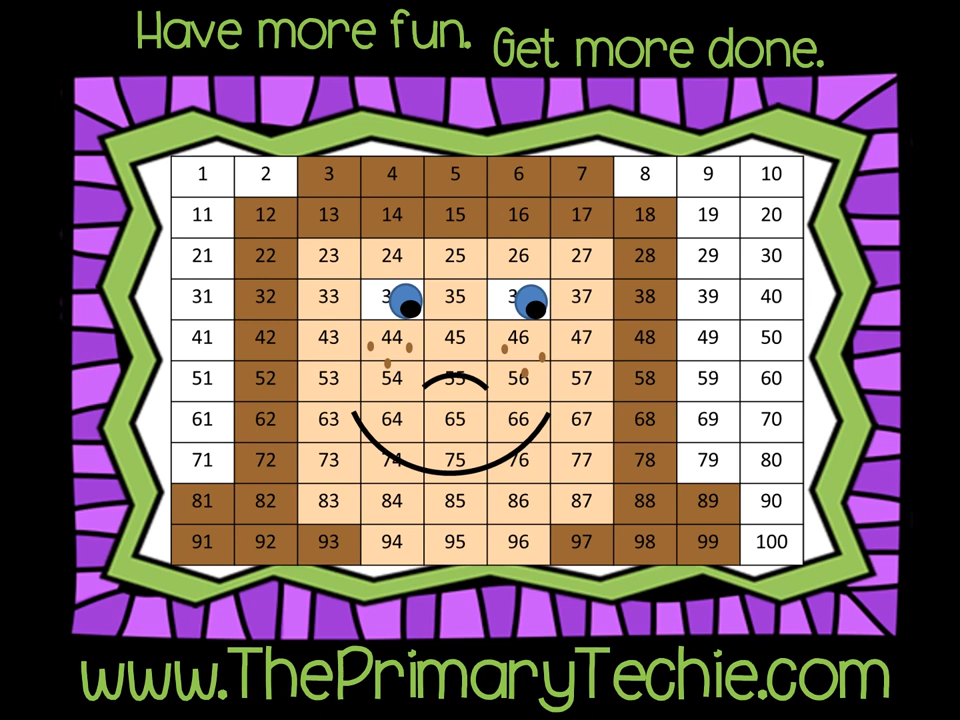 Have more fun. Get more done.
1 2 3 4 5 6 7 8 9 10
11 12 13 14 15 16 17 18 19 20
21 22 23 24 25 26 27 28 29 30
31 32 33 3 35 3 37 38 39 40
41 42 43 44 45 46 47 48 49 50
51 52 53 54 55 56 57 58 59 60
61 62 63 64 65 66 67 68 69 70
71 72 73 74 75 76 77 78 79 80
81 82 83 84 85 86 87 88 89 90
91 92 93 94 95 96 97 98 99 100
www.ThePrimaryTechie.com